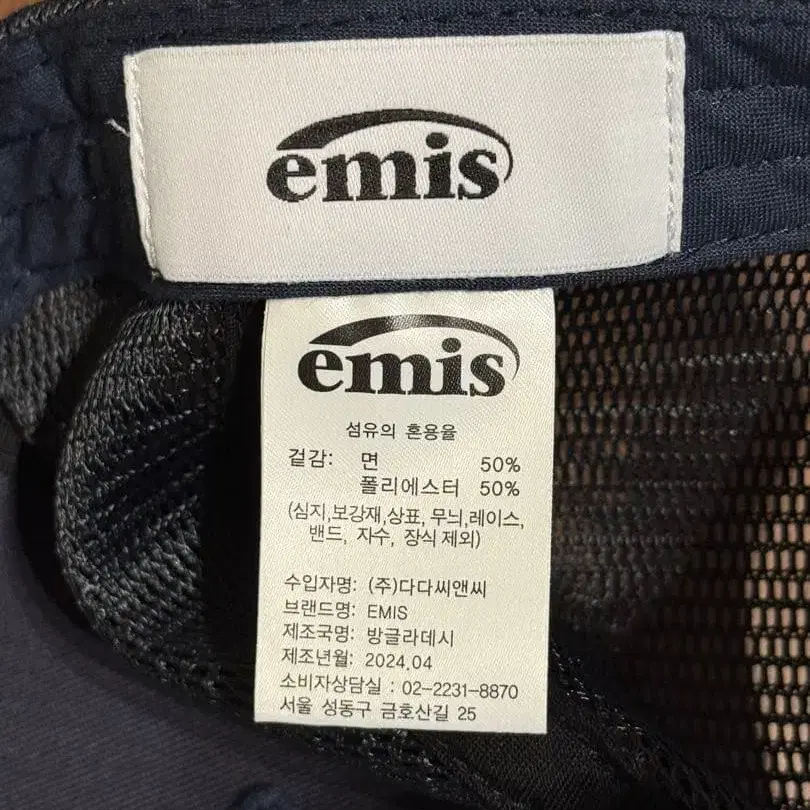 emis
emis
섬유의 혼용율
겉감: 면 50%
폴리에스터 50%
(심지,보강재,상표, 무늬,레이스,
밴드, 자수, 장식 제외)
수입자명: (주)다다씨앤씨
브랜드명: EMIS
제조국명: 방글라데시
제조년월: 2024.04
소비자상담실 : 02-2231-8870
서울 성동구 금호산길 25